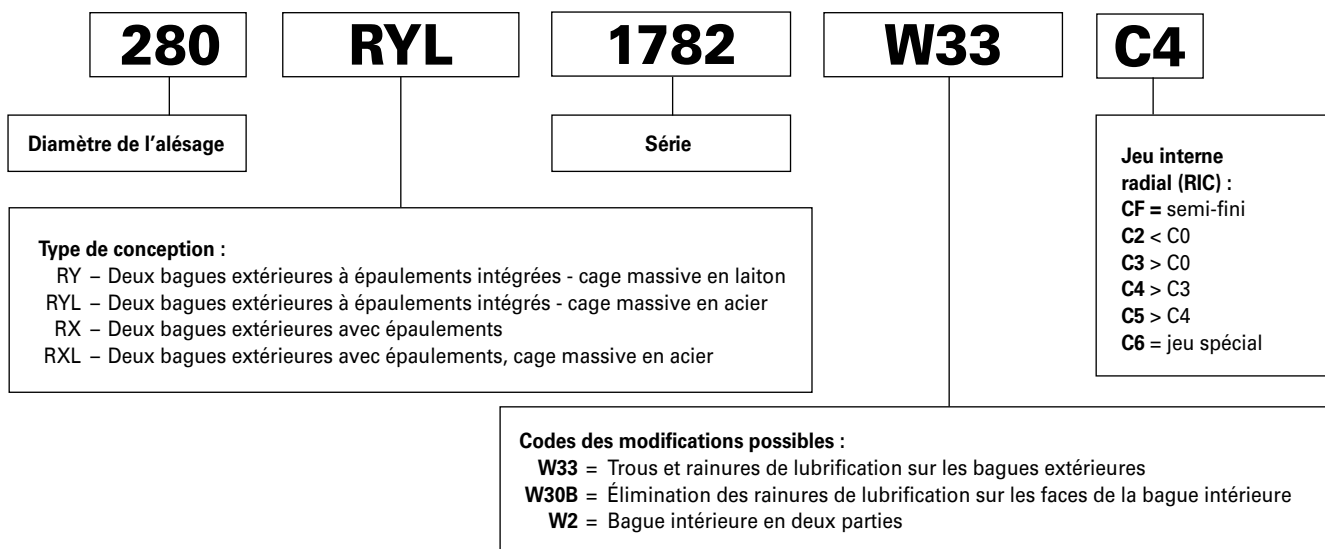 280 RYL 1782 W33 C4
Diamètre de l'alésage
Série
Jeu interne
radial (RIC) :
CF = semi-fini
C2 < C0
C3 > C0
C4 > C3
C5 > C4
C6 = jeu spécial
Type de conception :
RY – Deux bagues extérieures à épaulements intégrées - cage massive en laiton
RYL – Deux bagues extérieures à épaulements intégrés - cage massive en acier
RX – Deux bagues extérieures avec épaulements
RXL – Deux bagues extérieures avec épaulements, cage massive en acier
Codes des modifications possibles :
W33 = Trous et rainures de lubrification sur les bagues extérieures
W30B = Élimination des rainures de lubrification sur les faces de la bague intérieure
W2 = Bague intérieure en deux parties